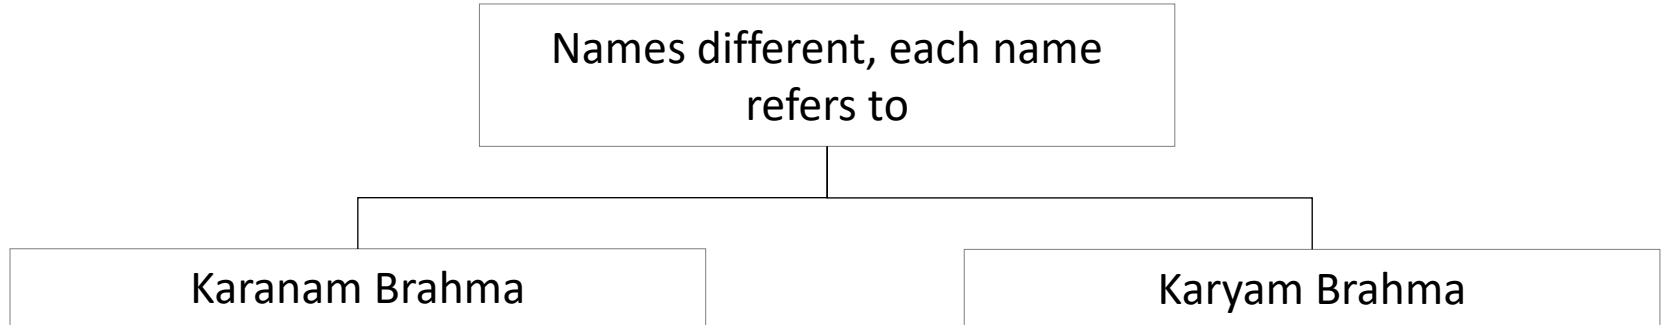 Names different, each name
refers to
Karanam Brahma
Karyam Brahma